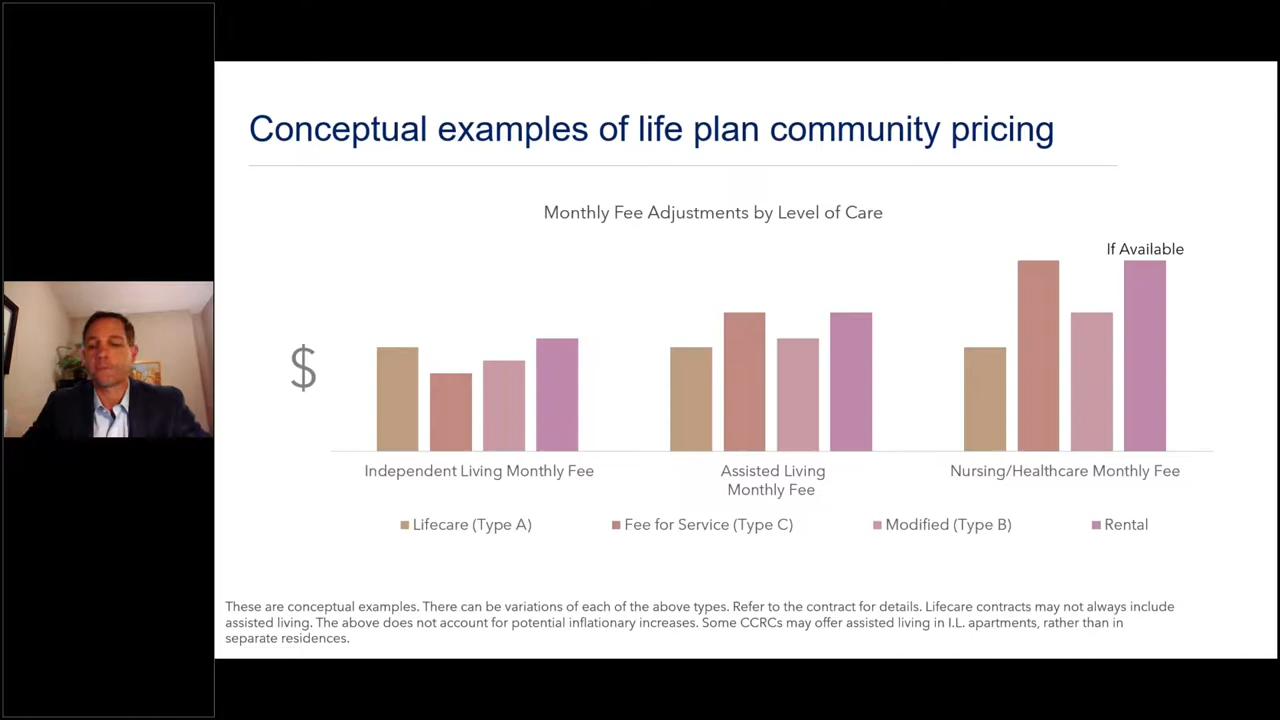 Conceptual examples of life plan community pricing
Monthly Fee Adjustments by Level of Care
If Available
$
Independent Living Monthly Fee
Assisted Living
Monthly Fee
Nursing/Healthcare Monthly Fee
Lifecare (Type A)
Fee for Service (Type C)
Modified (Type B)
Rental
These are conceptual examples. There can be variations of each of the above types. Refer to the contract for details. Lifecare contracts may not always include
assisted living. The above does not account for potential inflationary increases. Some CCRCs may offer assisted living in I.L. apartments, rather than in
separate residences.